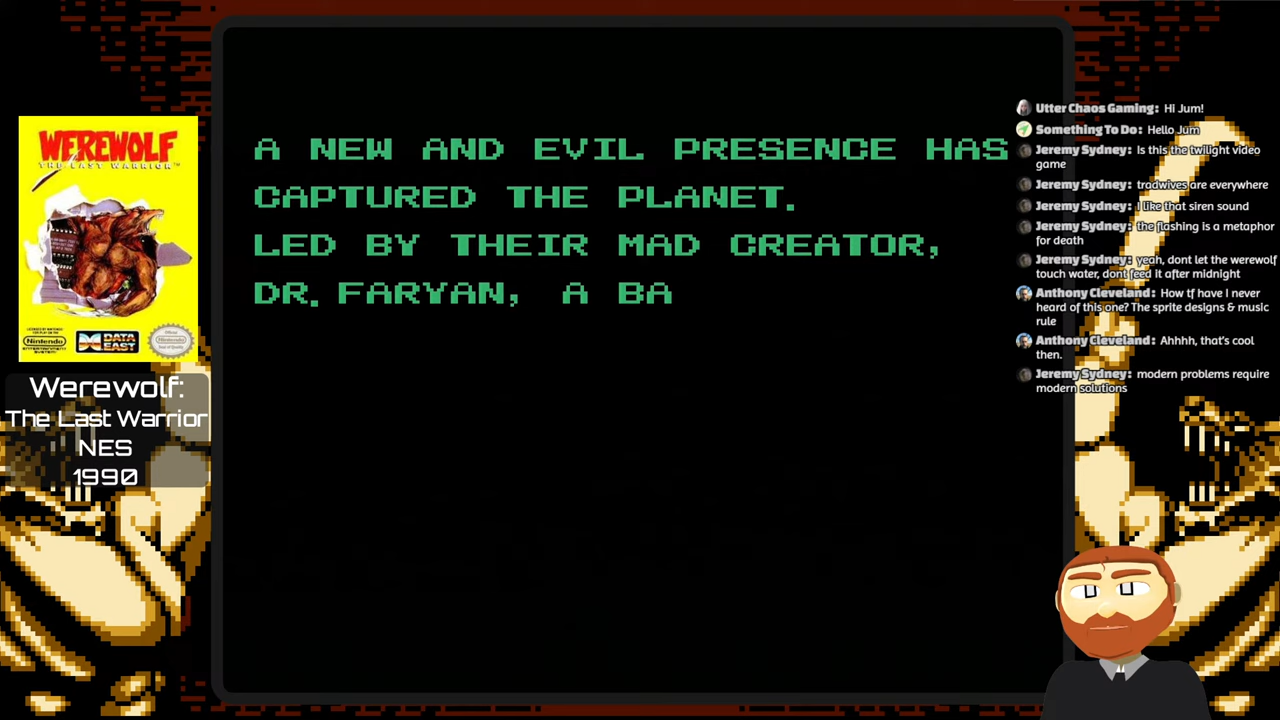 A NEW AND EVIL PRESENCE HAS
CAPTURED THE PLANET.
LED BY THEIR MAD CREATOR,
DR. FARYAN, A BA
WEREWOLF
THE LAST WARRIOR™
Nintendo
ENTERTAINMENT
SYSTEM
DATA
EAST
Nintendo
Werewolf:
The Last Warrior
NES
1990
Utter Chaos Gaming: Hi Jum!
Something To Do: Hello Jum
Jeremy Sydney: Is this the twilight video
game
Jeremy Sydney: tradwives are everywhere
Jeremy Sydney: I like that siren sound
Jeremy Sydney: the flashing is a metaphor
for death
Jeremy Sydney: yeah, dont let the werewolf
touch water, dont feed it after midnight
Anthony Cleveland: How tf have I never
heard of this one? The sprite designs & music
rule
Anthony Cleveland: Ahhhh, that's cool
then.
Jeremy Sydney: modern problems require
modern solutions